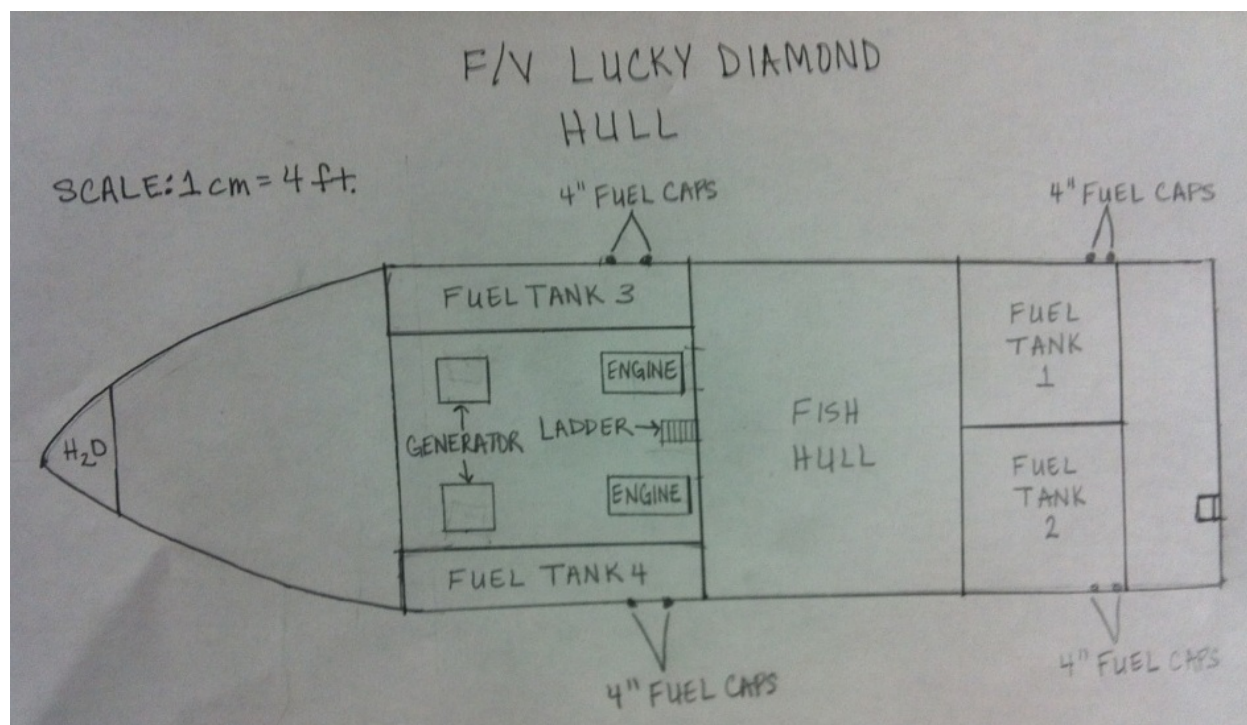 F/V LUCKY DIAMOND
HULL
SCALE: 1 cm = 4 ft.
4" FUEL CAPS
4" FUEL CAPS
FUEL TANK 3
FUEL
TANK
1
ENGINE
H2O
GENERATOR
LADDER
FISH
HULL
ENGINE
FUEL
TANK
2
FUEL TANK 4
4" FUEL CAPS
4" FUEL CAPS